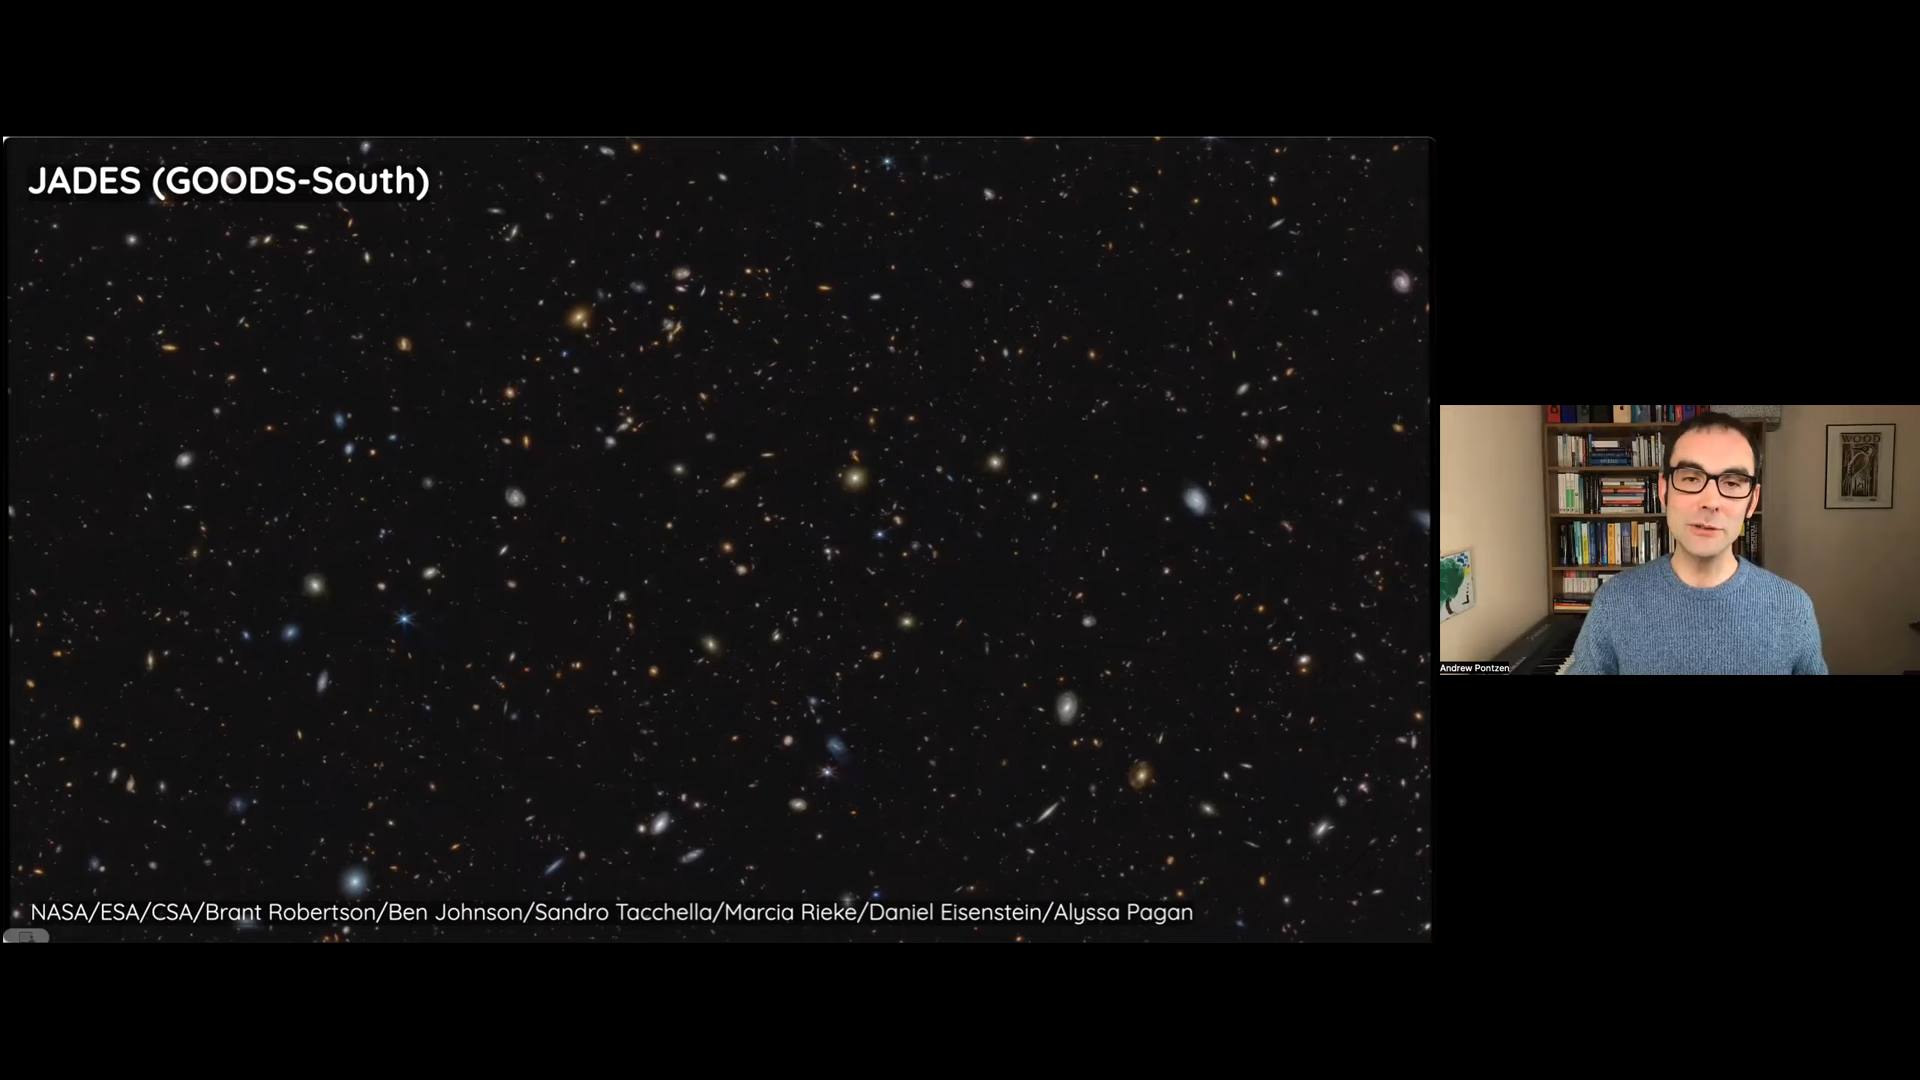 JADES (GOODS-South)
NASA/ESA/CSA/Brant Robertson/Ben Johnson/Sandro Tacchella/Marcia Rieke/Daniel Eisenstein/Alyssa Pagan
WOOD
Andrew Pontzen